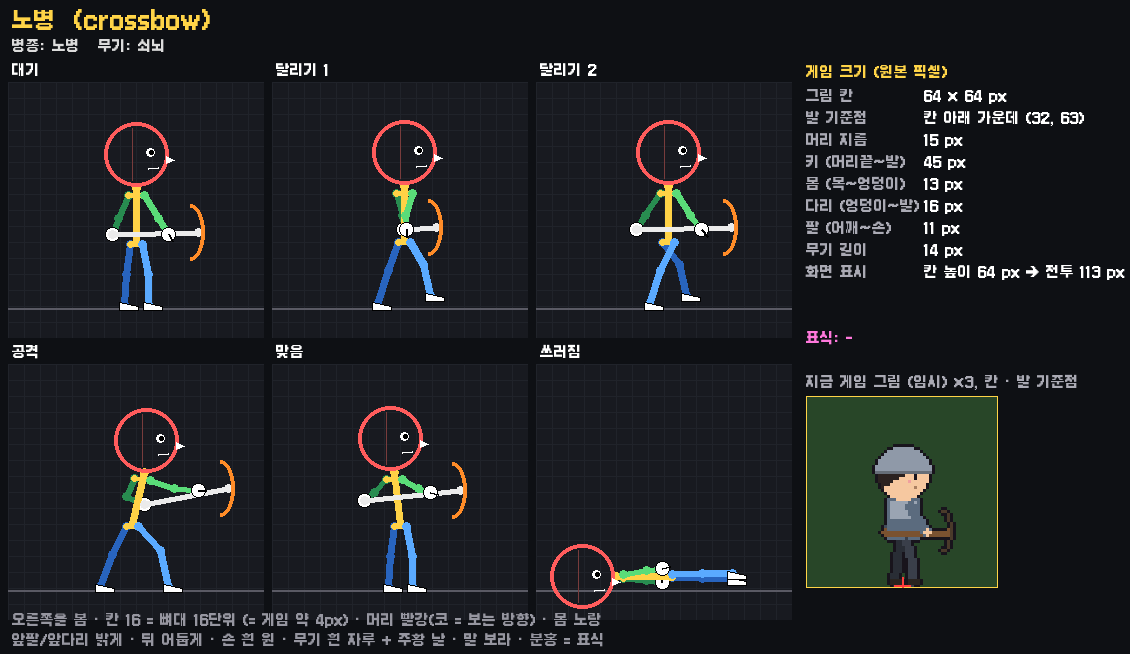 노병 (crossbow)
병종: 노병 무기: 쇠뇌
대기
달리기 1
달리기 2
게임 크기 (원본 픽셀)
그림 칸 64 × 64 px
발 기준점 칸 아래 가운데 (32, 63)
머리 지름 15 px
키 (머리끝~발) 45 px
몸 (목~엉덩이) 13 px
다리 (엉덩이~발) 16 px
팔 (어깨~손) 11 px
무기 길이 14 px
화면 표시 칸 높이 64 px → 전투 113 px
표식: -
공격
맞음
쓰러짐
지금 게임 그림 (임시) ×3, 칸 · 발 기준점
오른쪽을 봄 · 칸 16 = 뼈대 16단위 (= 게임 약 4px) · 머리 빨강(코 = 보는 방향) · 몸 노랑
앞팔/앞다리 밝게 · 뒤 어둡게 · 손 흰 원 · 무기 흰 자루 + 주황 날 · 말 보라 · 분홍 = 표식